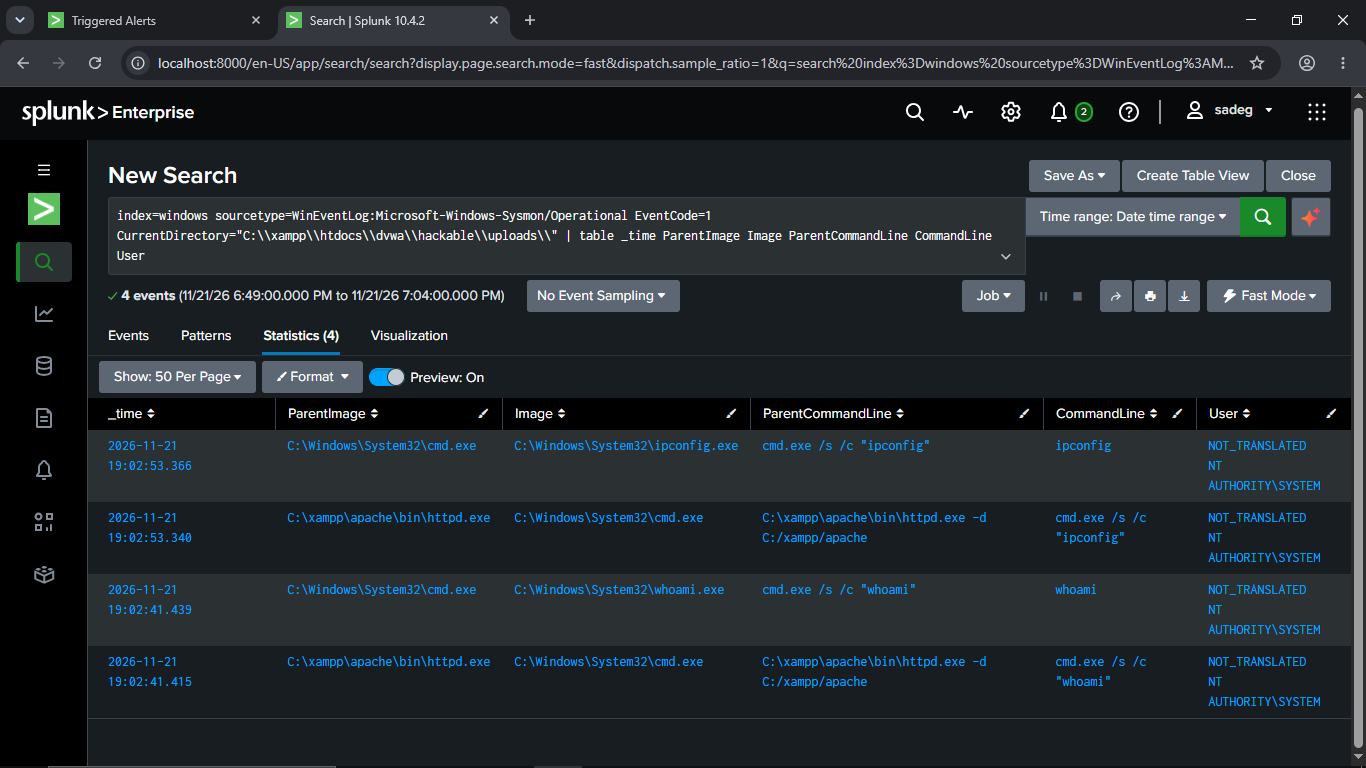 Triggered Alerts
Search | Splunk 10.4.2
localhost:8000/en-US/app/search/search?display.page.search.mode=fast&dispatch.sample_ratio=1&q=search%20index%3Dwindows%20sourcetype%3DWinEventLog%3AM...
splunk> Enterprise
2
sadeg
New Search
Save As
Create Table View
Close
index=windows sourcetype=WinEventLog:Microsoft-Windows-Sysmon/Operational EventCode=1
CurrentDirectory="C:\\xampp\\htdocs\\dvwa\\hackable\\uploads\\" | table _time ParentImage Image ParentCommandLine CommandLine
User
Time range: Date time range
4 events (11/21/26 6:49:00.000 PM to 11/21/26 7:04:00.000 PM)
No Event Sampling
Job
Fast Mode
Events
Patterns
Statistics (4)
Visualization
Show: 50 Per Page
Format
Preview: On
_time ParentImage Image ParentCommandLine CommandLine User
2026-11-21 C:\Windows\System32\cmd.exe C:\Windows\System32\ipconfig.exe cmd.exe /s /c "ipconfig" ipconfig NOT_TRANSLATED
19:02:53.366 NT
AUTHORITY\SYSTEM
2026-11-21 C:\xampp\apache\bin\httpd.exe C:\Windows\System32\cmd.exe C:\xampp\apache\bin\httpd.exe -d cmd.exe /s /c NOT_TRANSLATED
19:02:53.340 C:/xampp/apache "ipconfig" NT
AUTHORITY\SYSTEM
2026-11-21 C:\Windows\System32\cmd.exe C:\Windows\System32\whoami.exe cmd.exe /s /c "whoami" whoami NOT_TRANSLATED
19:02:41.439 NT
AUTHORITY\SYSTEM
2026-11-21 C:\xampp\apache\bin\httpd.exe C:\Windows\System32\cmd.exe C:\xampp\apache\bin\httpd.exe -d cmd.exe /s /c NOT_TRANSLATED
19:02:41.415 C:/xampp/apache "whoami" NT
AUTHORITY\SYSTEM